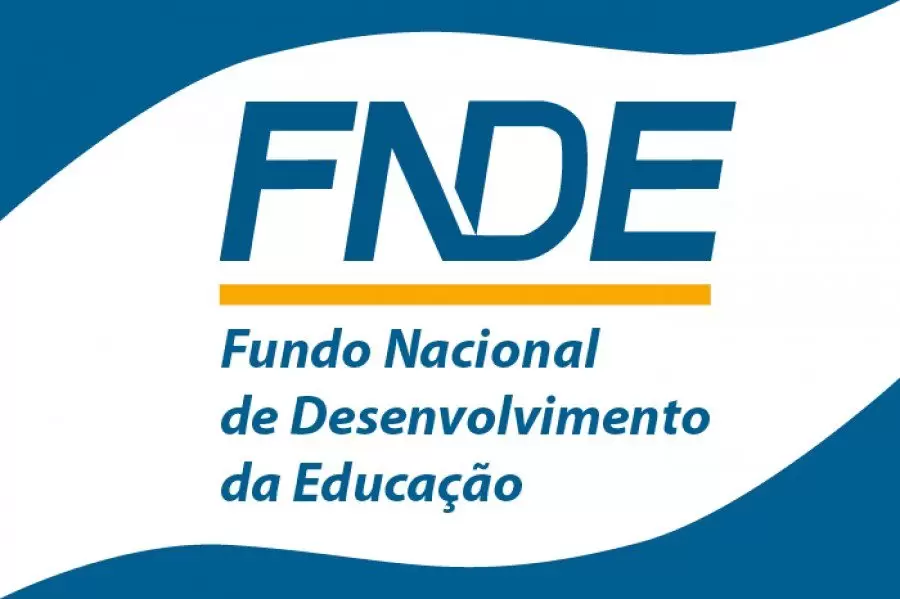 FNDE
Fundo Nacional
de Desenvolvimento
da Educação